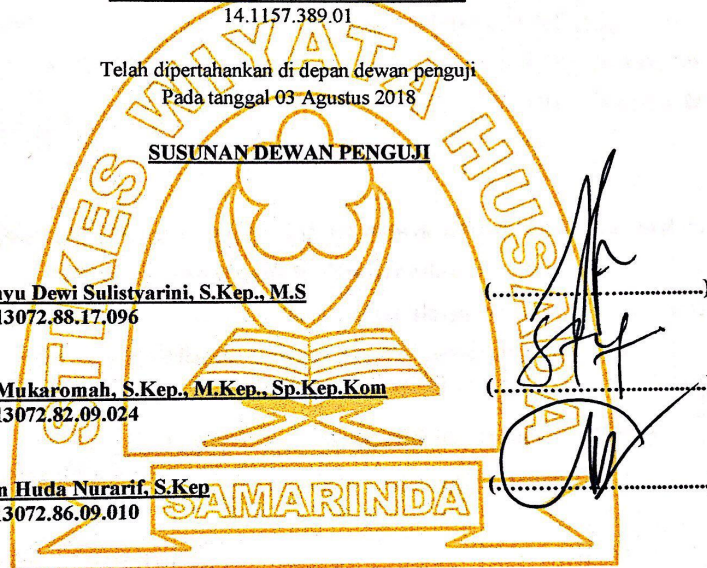 14.1157.389.01
Telah dipertahankan di depan dewan penguji
Pada tanggal 03 Agustus 2018
SUSUNAN DEWAN PENGUJI
Dewi Sulistyarini, S.Kep., M.S
13072.88.17.096
(..............................)
Mukaromah, S.Kep., M.Kep., Sp.Kep.Kom
13072.82.09.024
(..............................)
Huda Nurarif, S.Kep
13072.86.09.010
(..............................)
STIKES WIYATA HUSADA
SAMARINDA